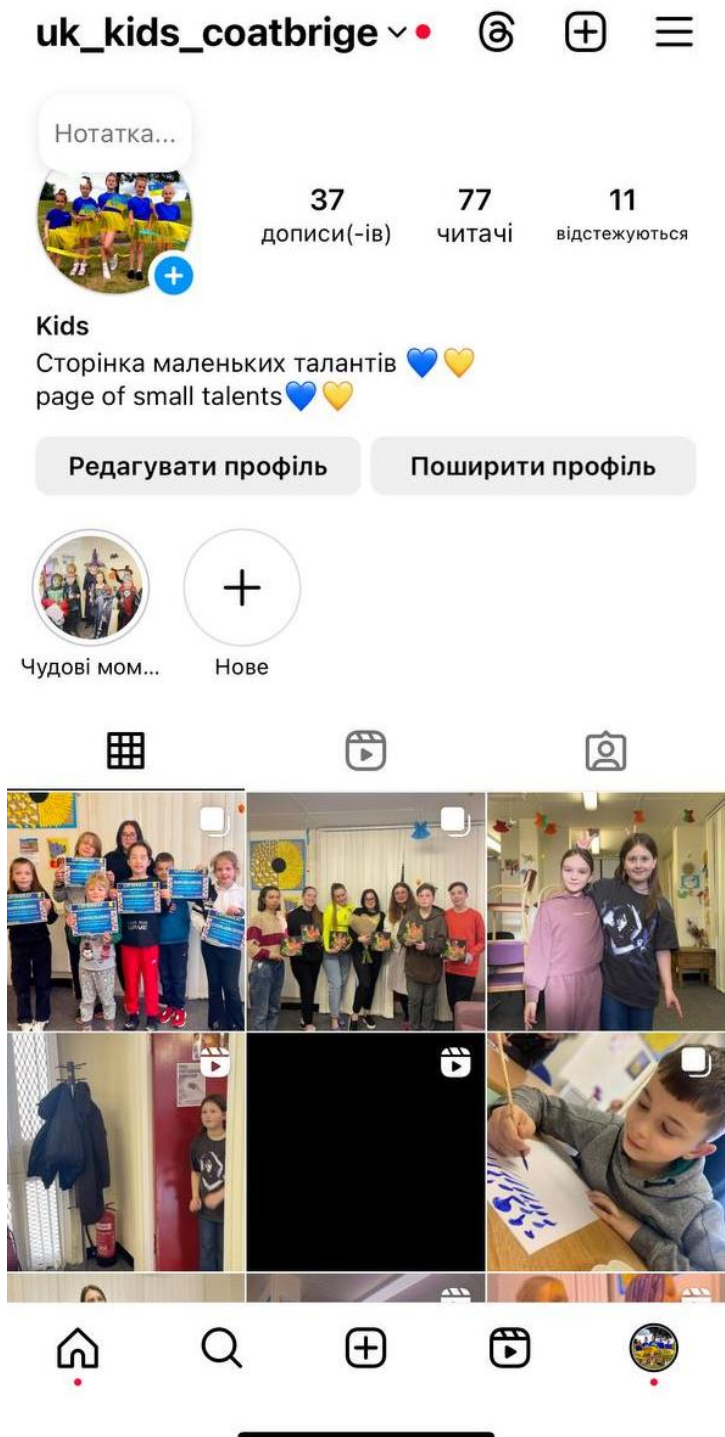 uk_kids_coatbrige
Нотатка...
37 77 11
дописи(-ів) читачі відстежуються
Kids
Сторінка маленьких талантів 💙💛
page of small talents💙💛
Редагувати профіль Поширити профіль
Чудові мом... Нове